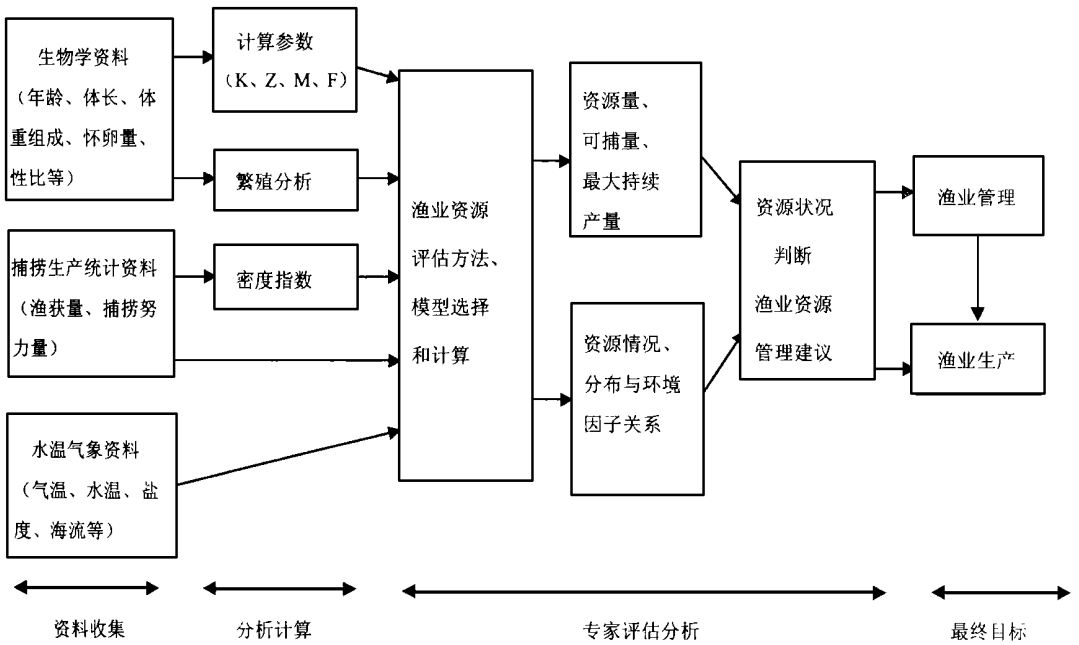 生物学资料
（年龄、体长、体
重组成、怀卵量、
性比等）
捕捞生产统计资料
（渔获量、捕捞努
力量）
水温气象资料
（气温、水温、盐
度、海流等）
计算参数
（K、Z、M、F）
繁殖分析
密度指数
渔业资源
评估方法、
模型选择
和计算
资源量、
可捕量、
最大持续
产量
资源情况、
分布与环境
因子关系
资源状况
判断
渔业资源
管理建议
渔业管理
渔业生产
资料收集
分析计算
专家评估分析
最终目标